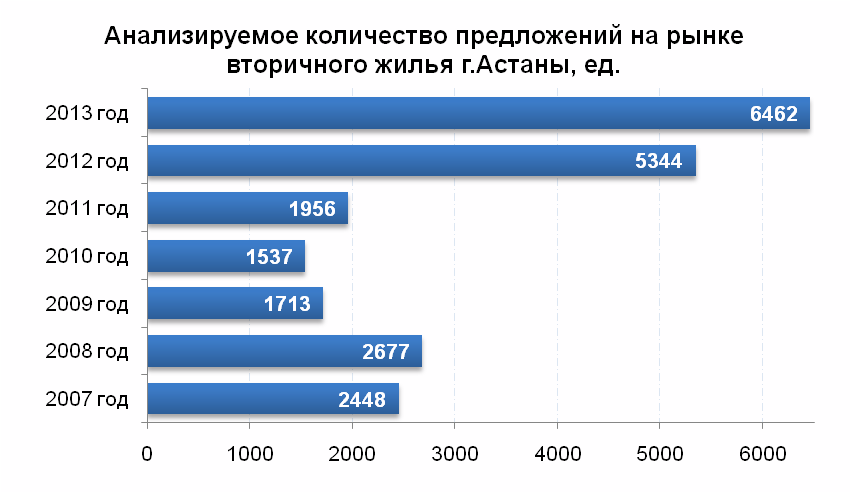 Анализируемое количество предложений на рынке
вторичного жилья г.Астаны, ед.
2013 год 6462
2012 год 5344
2011 год 1956
2010 год 1537
2009 год 1713
2008 год 2677
2007 год 2448
0 1000 2000 3000 4000 5000 6000